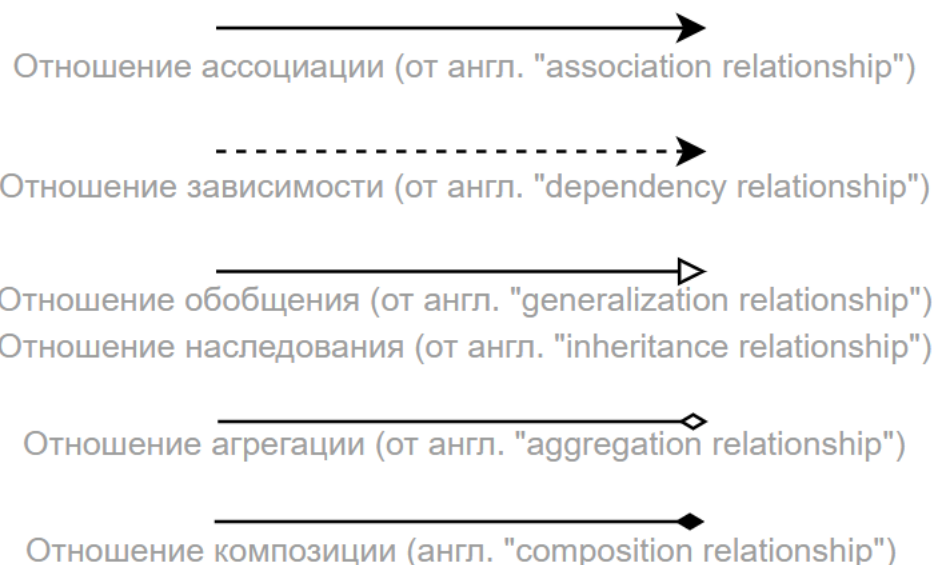 Отношение ассоциации (от англ. "association relationship")
Отношение зависимости (от англ. "dependency relationship")
Отношение обобщения (от англ. "generalization relationship")
Отношение наследования (от англ. "inheritance relationship")
Отношение агрегации (от англ. "aggregation relationship")
Отношение композиции (англ. "composition relationship")